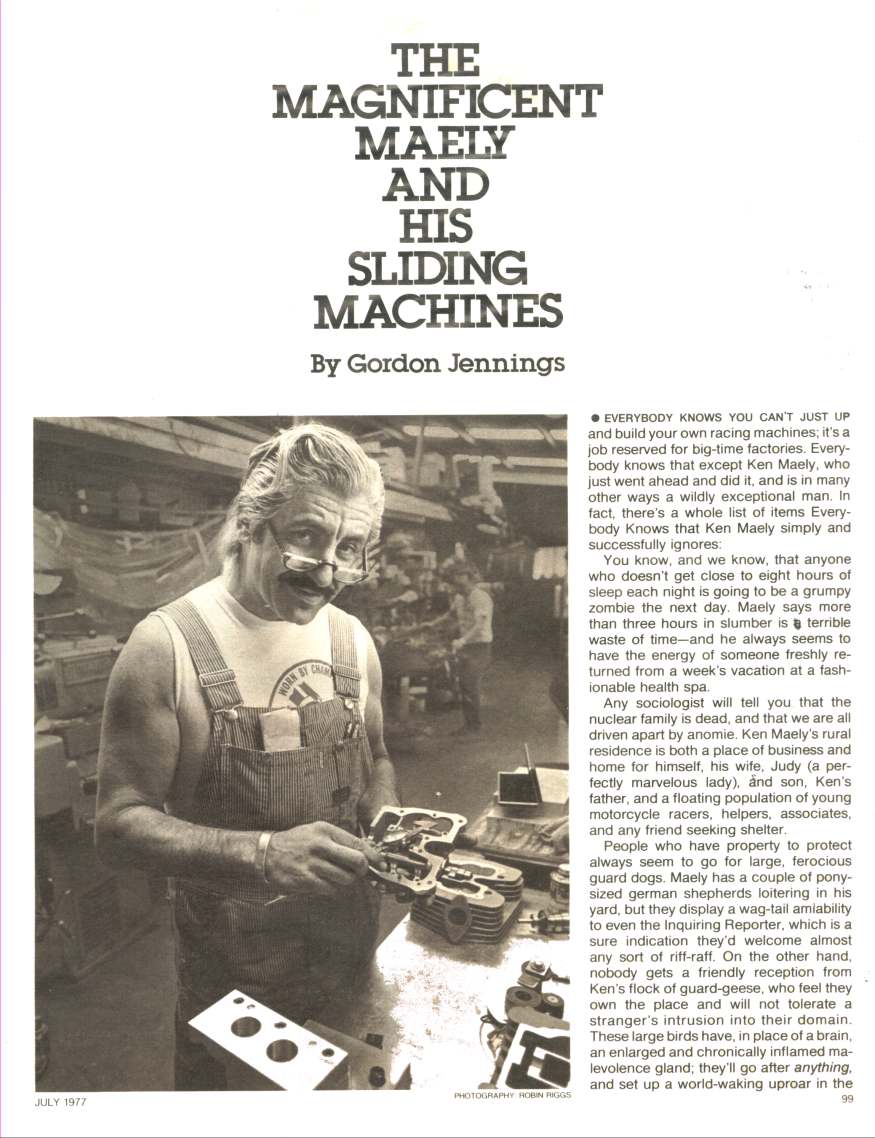 THE
MAGNIFICENT
MAELY
AND
HIS
SLIDING
MACHINES
By Gordon Jennings
WORN BY CHAM
● EVERYBODY KNOWS YOU CAN'T JUST UP
and build your own racing machines; it's a
job reserved for big-time factories. Every-
body knows that except Ken Maely, who
just went ahead and did it, and is in many
other ways a wildly exceptional man. In
fact, there's a whole list of items Every-
body Knows that Ken Maely simply and
successfully ignores:
You know, and we know, that anyone
who doesn't get close to eight hours of
sleep each night is going to be a grumpy
zombie the next day. Maely says more
than three hours in slumber is a terrible
waste of time—and he always seems to
have the energy of someone freshly re-
turned from a week's vacation at a fash-
ionable health spa.
Any sociologist will tell you that the
nuclear family is dead, and that we are all
driven apart by anomie. Ken Maely's rural
residence is both a place of business and
home for himself, his wife, Judy (a per-
fectly marvelous lady), and son, Ken's
father, and a floating population of young
motorcycle racers, helpers, associates,
and any friend seeking shelter.
People who have property to protect
always seem to go for large, ferocious
guard dogs. Maely has a couple of pony-
sized german shepherds loitering in his
yard, but they display a wag-tail amiability
to even the Inquiring Reporter, which is a
sure indication they'd welcome almost
any sort of riff-raff. On the other hand,
nobody gets a friendly reception from
Ken's flock of guard-geese, who feel they
own the place and will not tolerate a
stranger's intrusion into their domain.
These large birds have, in place of a brain,
an enlarged and chronically inflamed ma-
levolence gland; they'll go after anything,
and set up a world-waking uproar in the
PHOTOGRAPHY: ROBIN RIGGS
JULY 1977
99